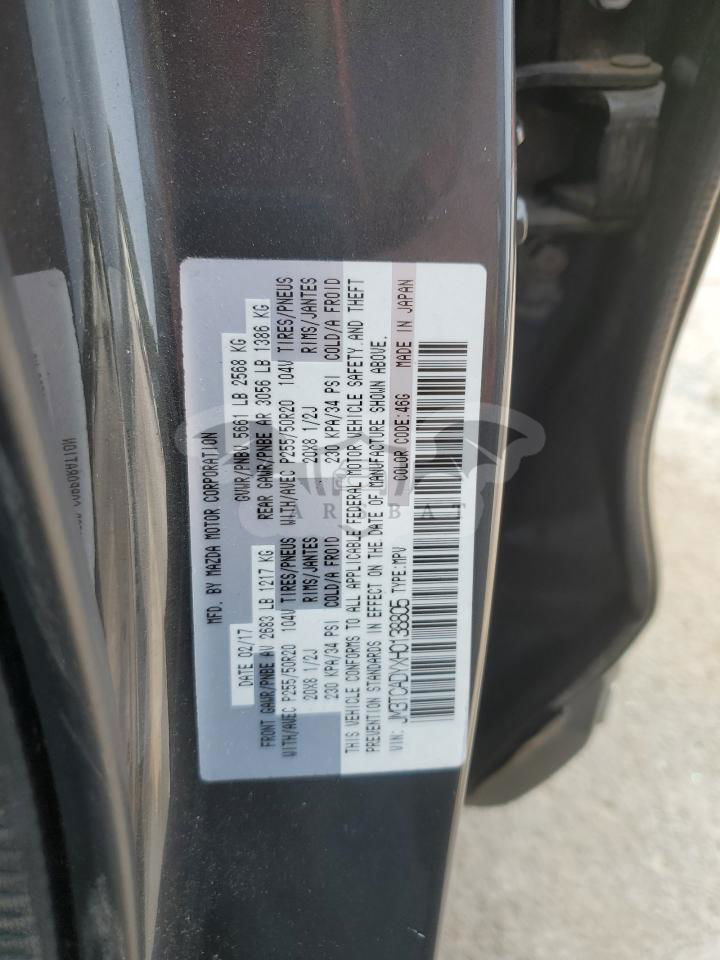 MFD. BY MAZDA MOTOR CORPORATION
DATE 02/17 GVWR/PNBV 5661 LB 2568 KG
FRONT GAWR/PNBE AV 2683 LB 1217 KG REAR GAWR/PNBE AR 3056 LB 1386 KG
WITH/AVEC P255/50R20 104V TIRES/PNEUS WITH/AVEC P255/50R20 104V TIRES/PNEUS
20X8 1/2J RIMS/JANTES 20X8 1/2J RIMS/JANTES
230 KPA/34 PSI COLD/A FROID 230 KPA/34 PSI COLD/A FROID
THIS VEHICLE CONFORMS TO ALL APPLICABLE FEDERAL MOTOR VEHICLE SAFETY AND THEFT
PREVENTION STANDARDS IN EFFECT ON THE DATE OF MANUFACTURE SHOWN ABOVE.
VIN: JM3TCADYXH0138805 TYPE:MPV COLOR CODE:46G MADE IN JAPAN